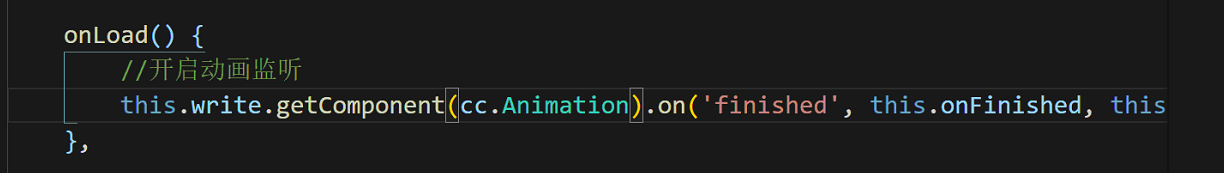 onLoad() {
//开启动画监听
this.write.getComponent(cc.Animation).on('finished', this.onFinished, this
},